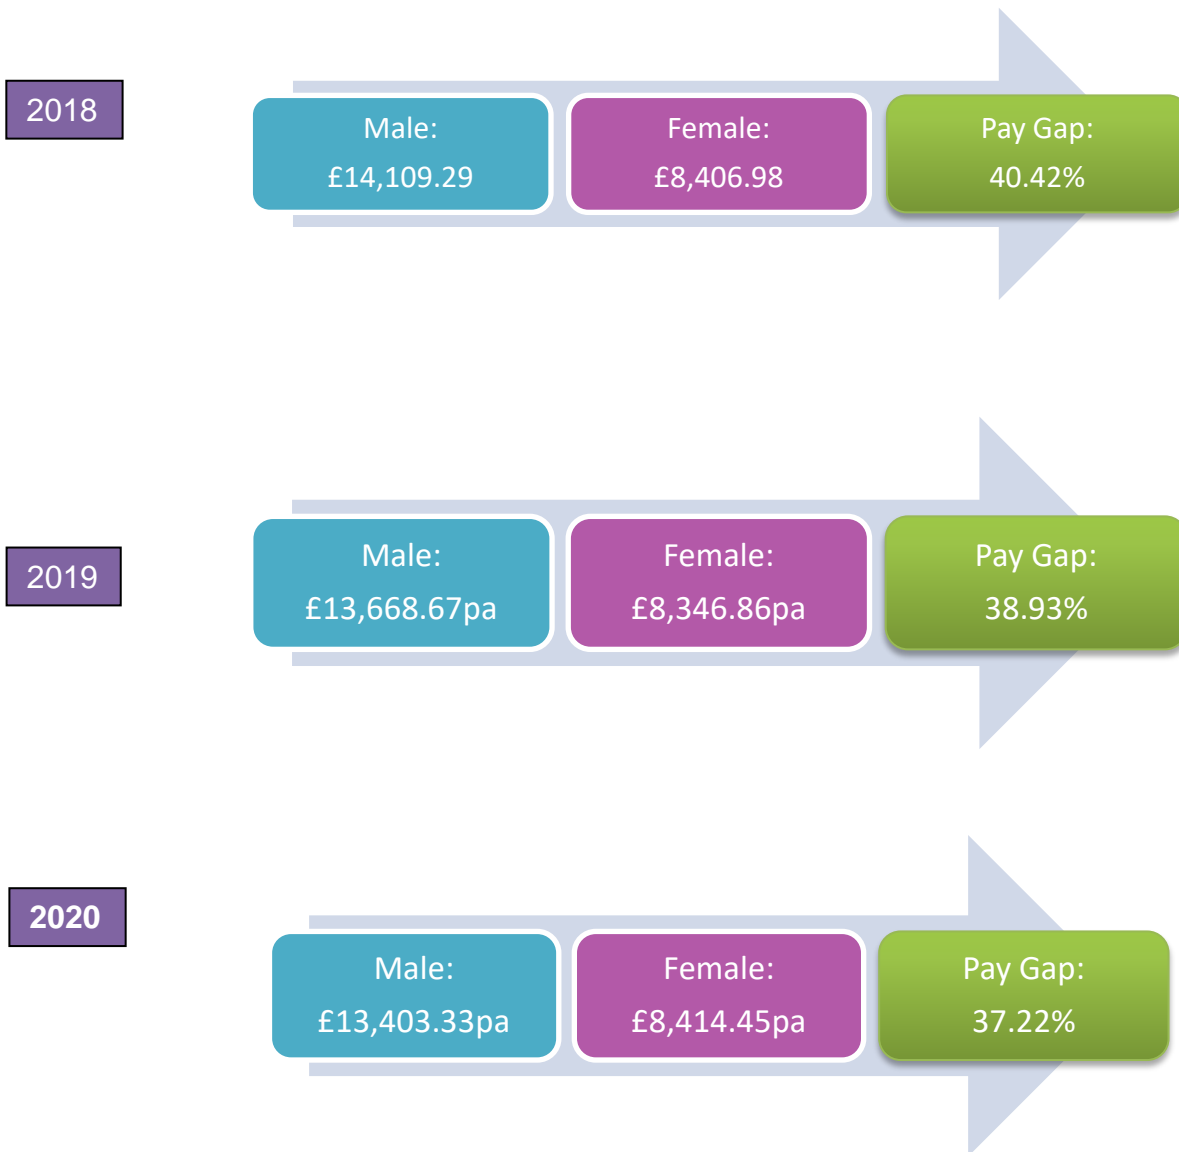 2018
Male:
£14,109.29
Female:
£8,406.98
Pay Gap:
40.42%
2019
Male:
£13,668.67pa
Female:
£8,346.86pa
Pay Gap:
38.93%
2020
Male:
£13,403.33pa
Female:
£8,414.45pa
Pay Gap:
37.22%